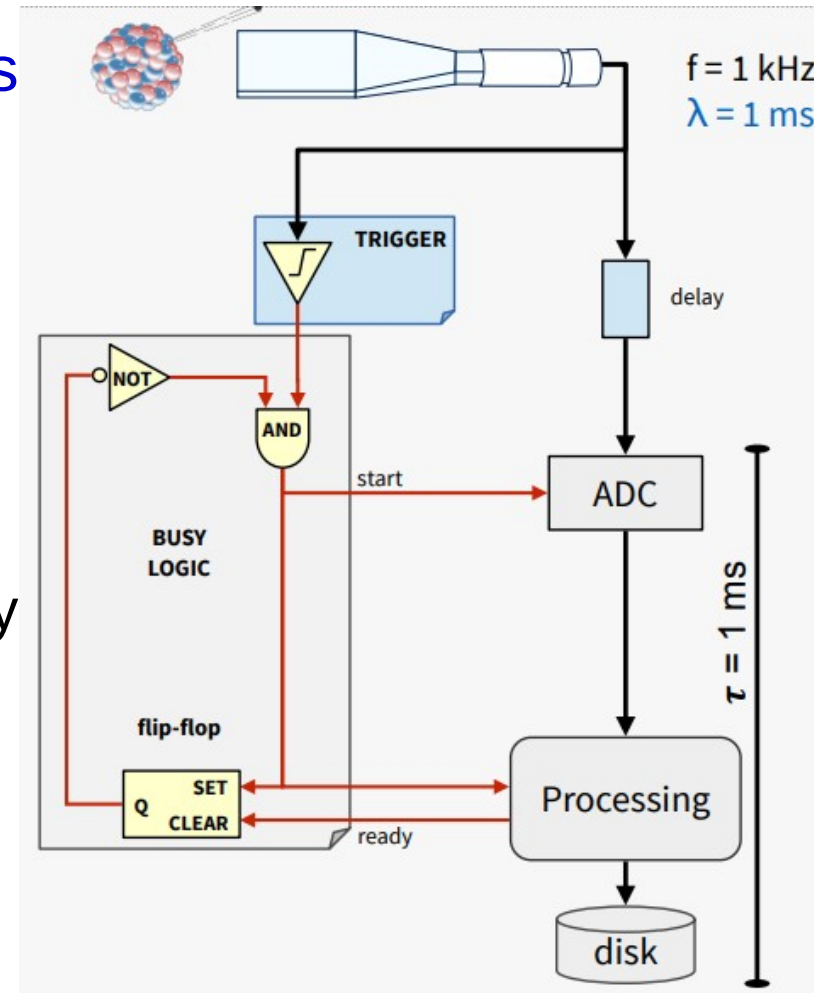 s
f = 1 kHz
λ = 1 ms
TRIGGER
delay
NOT
AND
start
ADC
BUSY
LOGIC
y
τ = 1 ms
flip-flop
SET
Q
CLEAR
Processing
ready
disk